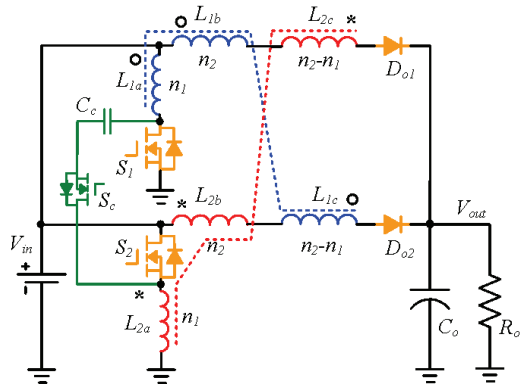 L1b
L2c *
L1a
n1
n2
n2-n1
Do1
Cc
S1
Sc
L2b
L1c
Vout
*
Vin
S2
n2
n2-n1
Do2
+
-
*
L2a
n1
Co
Ro